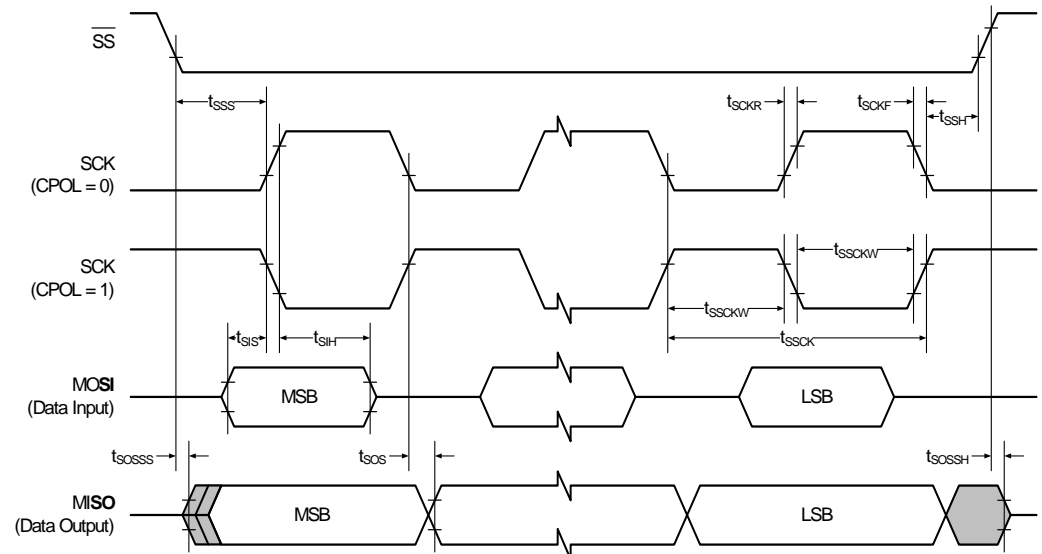 SS
tSSS
tSCKR
tSCKF
tSSH
SCK
(CPOL = 0)
SCK
(CPOL = 1)
tSSCKW
tSSCKW
tSIS
tSIH
tSSCK
MOSI
(Data Input)
MSB
LSB
tSOSSS
tSOS
tSOSSH
MISO
(Data Output)
MSB
LSB